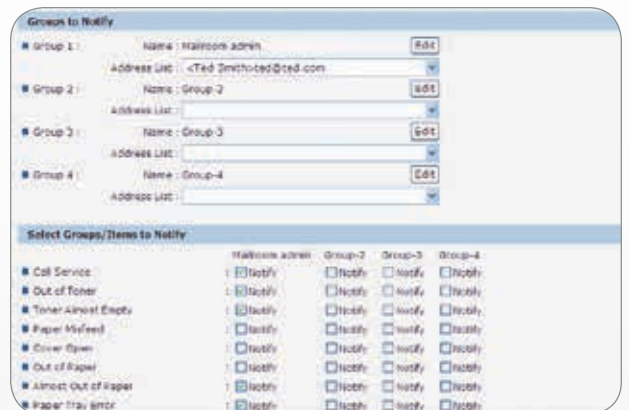 Groups to Notify
Group 1 : Name : Mailroom admin Edit
Address List : <Ted Smith>ted@ted.com
Group 2 : Name : Group-2 Edit
Address List :
Group 3 : Name : Group-3 Edit
Address List :
Group 4 : Name : Group-4 Edit
Address List :
Select Groups/Items to Notify
Mailroom admin Group-2 Group-3 Group-4
Call Service : Notify Notify Notify Notify
Out of Toner : Notify Notify Notify Notify
Toner Almost Empty : Notify Notify Notify Notify
Paper Misfeed : Notify Notify Notify Notify
Cover Open : Notify Notify Notify Notify
Out of Paper : Notify Notify Notify Notify
Almost Out of Paper : Notify Notify Notify Notify
Paper Tray Error : Notify Notify Notify Notify